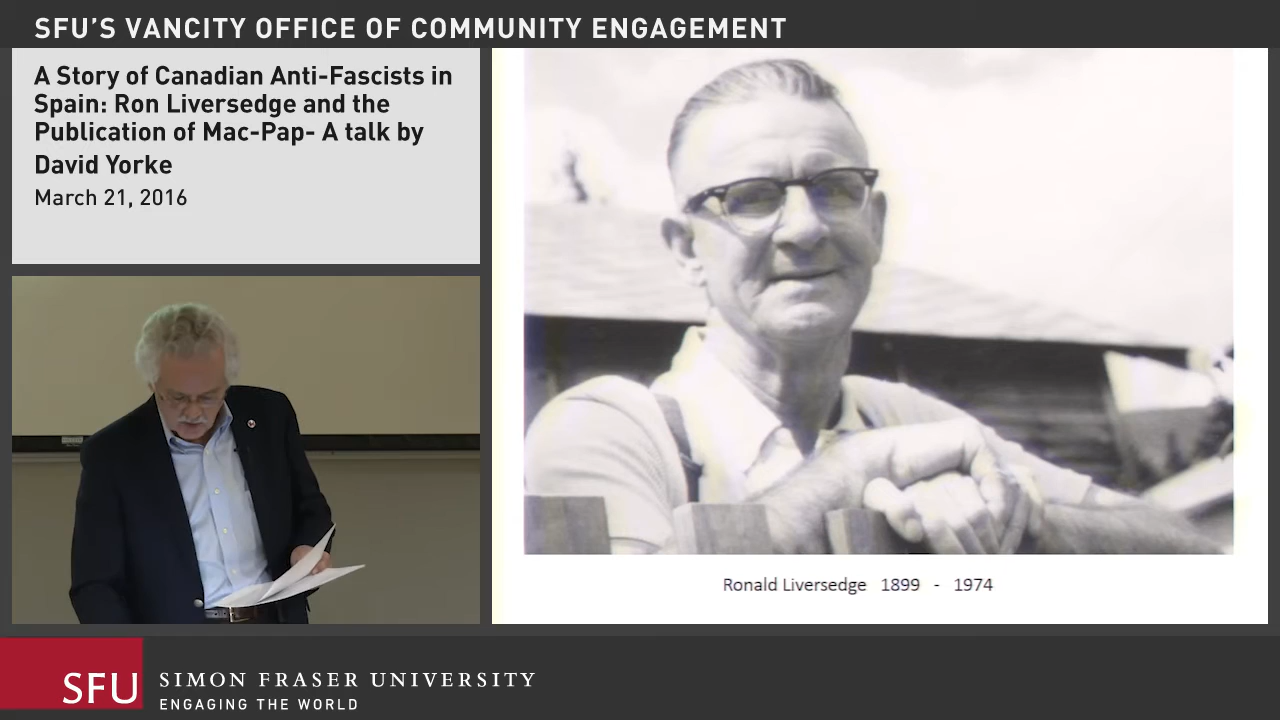 SFU'S VANCITY OFFICE OF COMMUNITY ENGAGEMENT
A Story of Canadian Anti-Fascists in
Spain: Ron Liversedge and the
Publication of Mac-Pap- A talk by
David Yorke
March 21, 2016
Ronald Liversedge 1899 - 1974
SFU
SIMON FRASER UNIVERSITY
ENGAGING THE WORLD